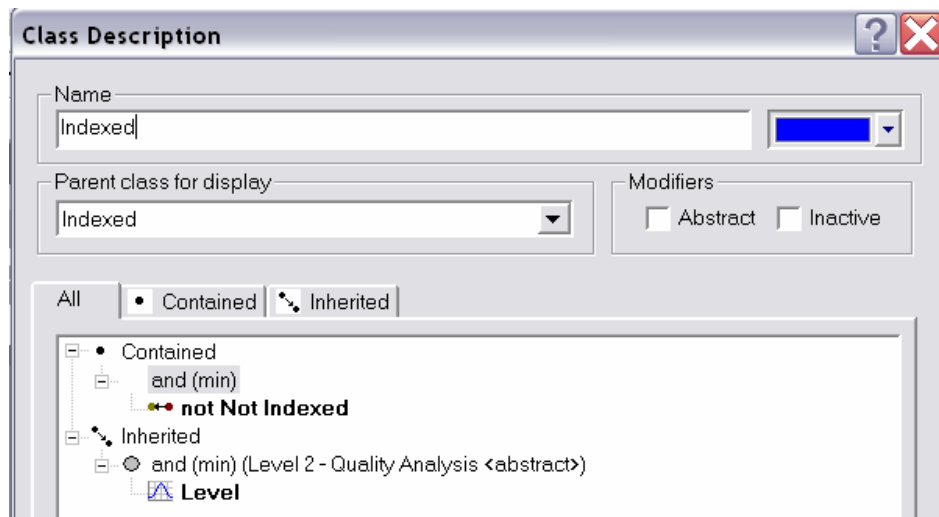 Class Description
Name
Indexed
Parent class for display
Modifiers
Indexed
Abstract
Inactive
All
Contained
Inherited
Contained
and (min)
not Not Indexed
Inherited
and (min) (Level 2 - Quality Analysis <abstract>)
Level